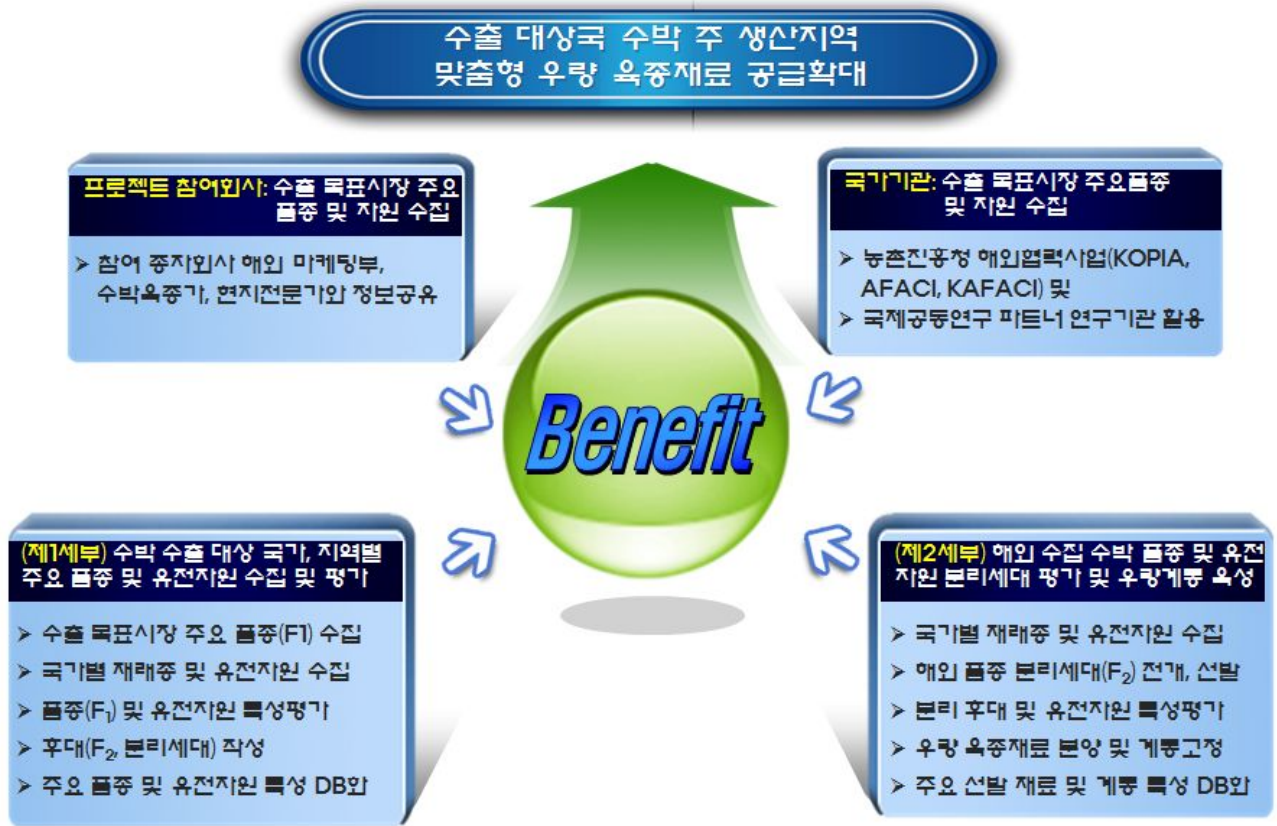 수출 대상국 수박 주 생산지역
맞춤형 우량 육종재료 공급확대
프로젝트 참여회사: 수출 목표시장 주요
품종 및 자원 수집
➢ 참여 종자회사 해외 마케팅부,
수박육종가, 현지전문가와 정보공유
국가기관: 수출 목표시장 주요품종
및 자원 수집
➢ 농촌진흥청 해외협력사업(KOPIA,
AFACI, KAFACI) 및
➢ 국제공동연구 파트너 연구기관 활용
Benefit
(제1세부) 수박 수출 대상 국가, 지역별
주요 품종 및 유전자원 수집 및 평가
➢ 수출 목표시장 주요 품종(F1) 수집
➢ 국가별 재래종 및 유전자원 수집
➢ 품종(F₁) 및 유전자원 특성평가
➢ 후대(F₂, 분리세대) 작성
➢ 주요 품종 및 유전자원 특성 DB화
(제2세부) 해외 수집 수박 품종 및 유전
자원 분리세대 평가 및 우량계통 육성
➢ 국가별 재래종 및 유전자원 수집
➢ 해외 품종 분리세대(F₂) 전개, 선발
➢ 분리 후대 및 유전자원 특성평가
➢ 우량 육종재료 분양 및 계통고정
➢ 주요 선발 재료 및 계통 특성 DB화